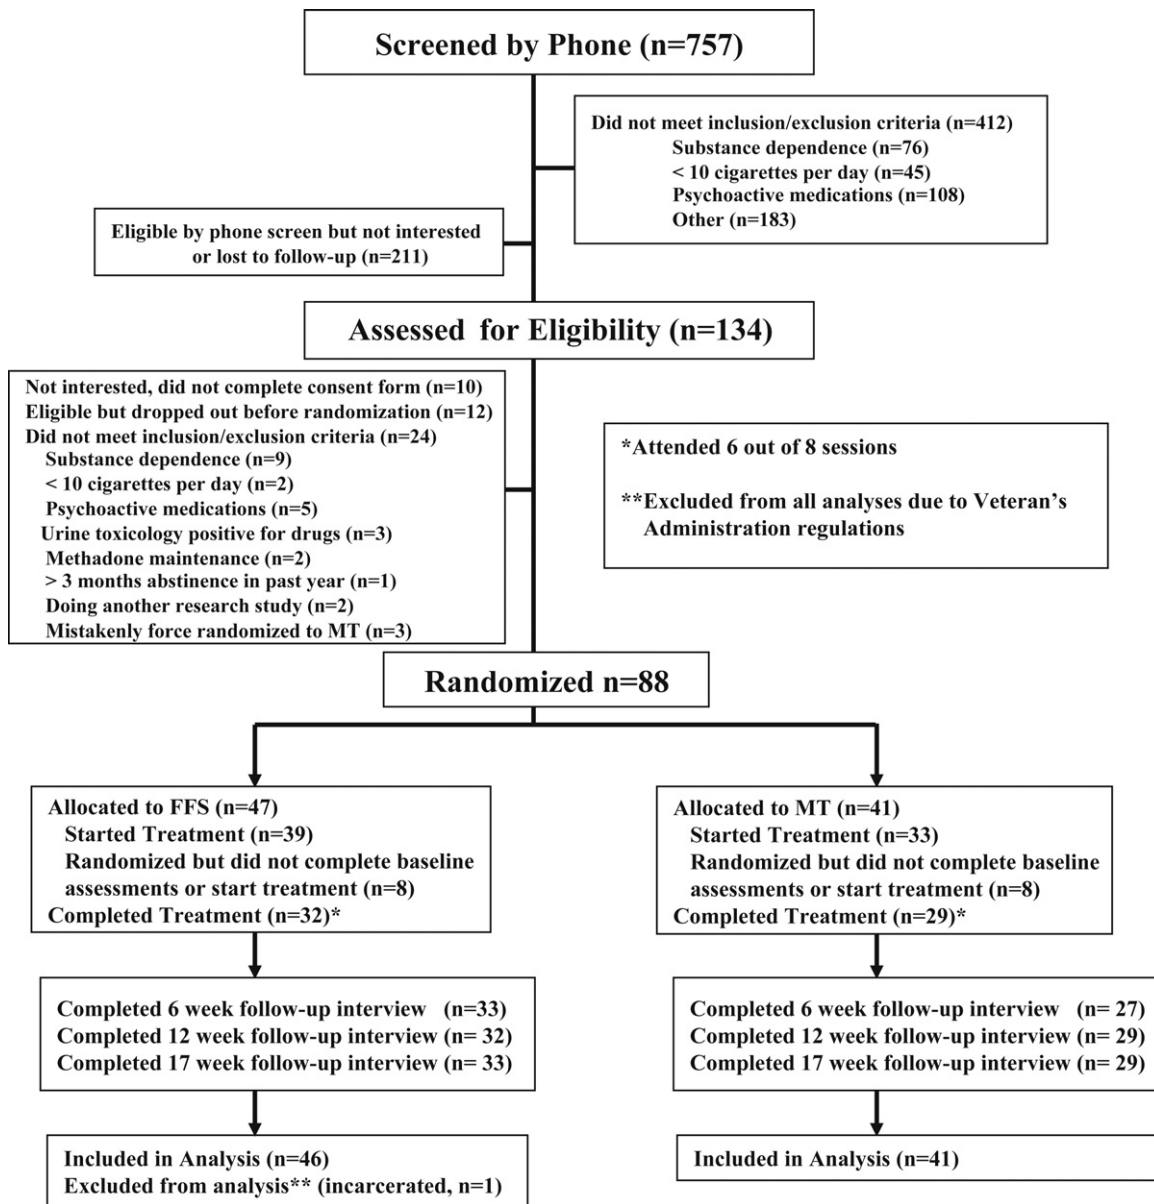 Screened by Phone (n=757)
Did not meet inclusion/exclusion criteria (n=412)
Substance dependence (n=76)
< 10 cigarettes per day (n=45)
Psychoactive medications (n=108)
Other (n=183)
Eligible by phone screen but not interested
or lost to follow-up (n=211)
Assessed for Eligibility (n=134)
Not interested, did not complete consent form (n=10)
Eligible but dropped out before randomization (n=12)
Did not meet inclusion/exclusion criteria (n=24)
Substance dependence (n=9)
< 10 cigarettes per day (n=2)
Psychoactive medications (n=5)
Urine toxicology positive for drugs (n=3)
Methadone maintenance (n=2)
> 3 months abstinence in past year (n=1)
Doing another research study (n=2)
Mistakenly force randomized to MT (n=3)
*Attended 6 out of 8 sessions
**Excluded from all analyses due to Veteran's
Administration regulations
Randomized n=88
Allocated to FFS (n=47)
Started Treatment (n=39)
Randomized but did not complete baseline
assessments or start treatment (n=8)
Completed Treatment (n=32)*
Allocated to MT (n=41)
Started Treatment (n=33)
Randomized but did not complete baseline
assessments or start treatment (n=8)
Completed Treatment (n=29)*
Completed 6 week follow-up interview (n=33)
Completed 12 week follow-up interview (n= 32)
Completed 17 week follow-up interview (n= 33)
Completed 6 week follow-up interview (n= 27)
Completed 12 week follow-up interview (n= 29)
Completed 17 week follow-up interview (n= 29)
Included in Analysis (n=46)
Excluded from analysis** (incarcerated, n=1)
Included in Analysis (n=41)